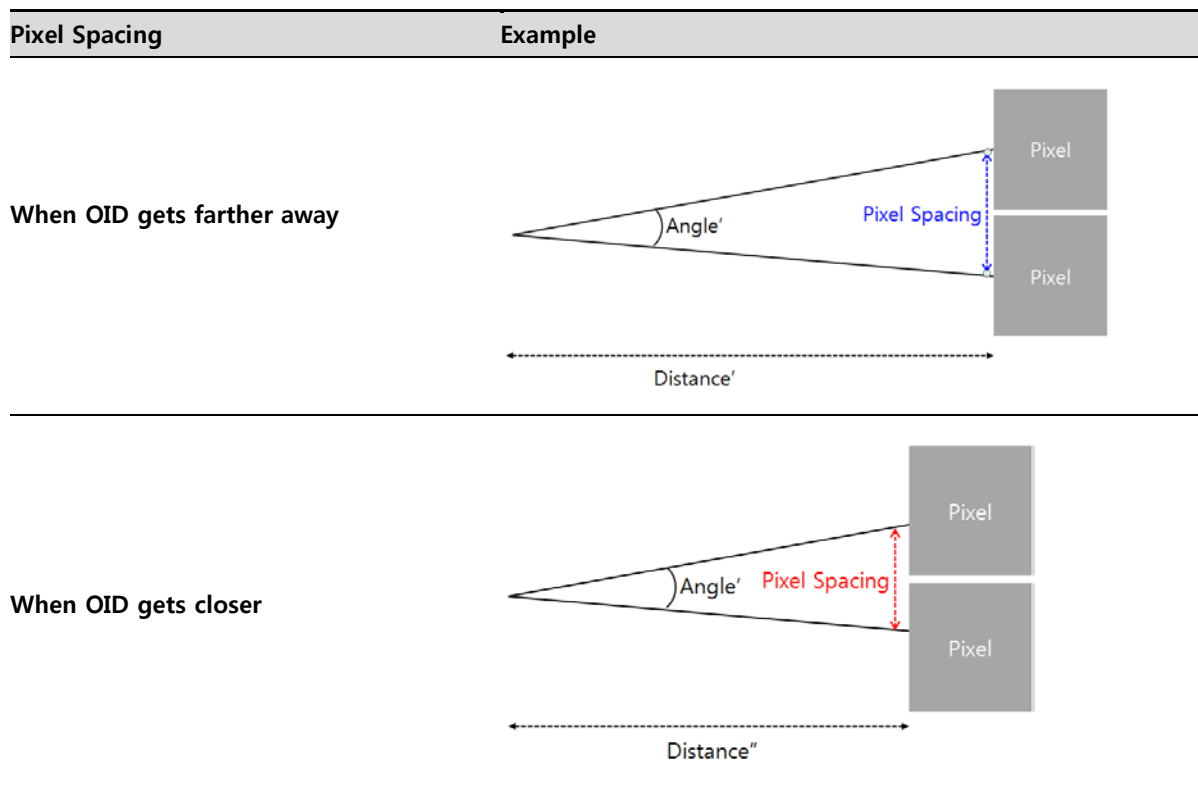 Pixel Spacing Example
When OID gets farther away
Pixel
Angle′
Pixel Spacing
Pixel
Distance′
When OID gets closer
Pixel
Angle′
Pixel Spacing
Pixel
Distance″